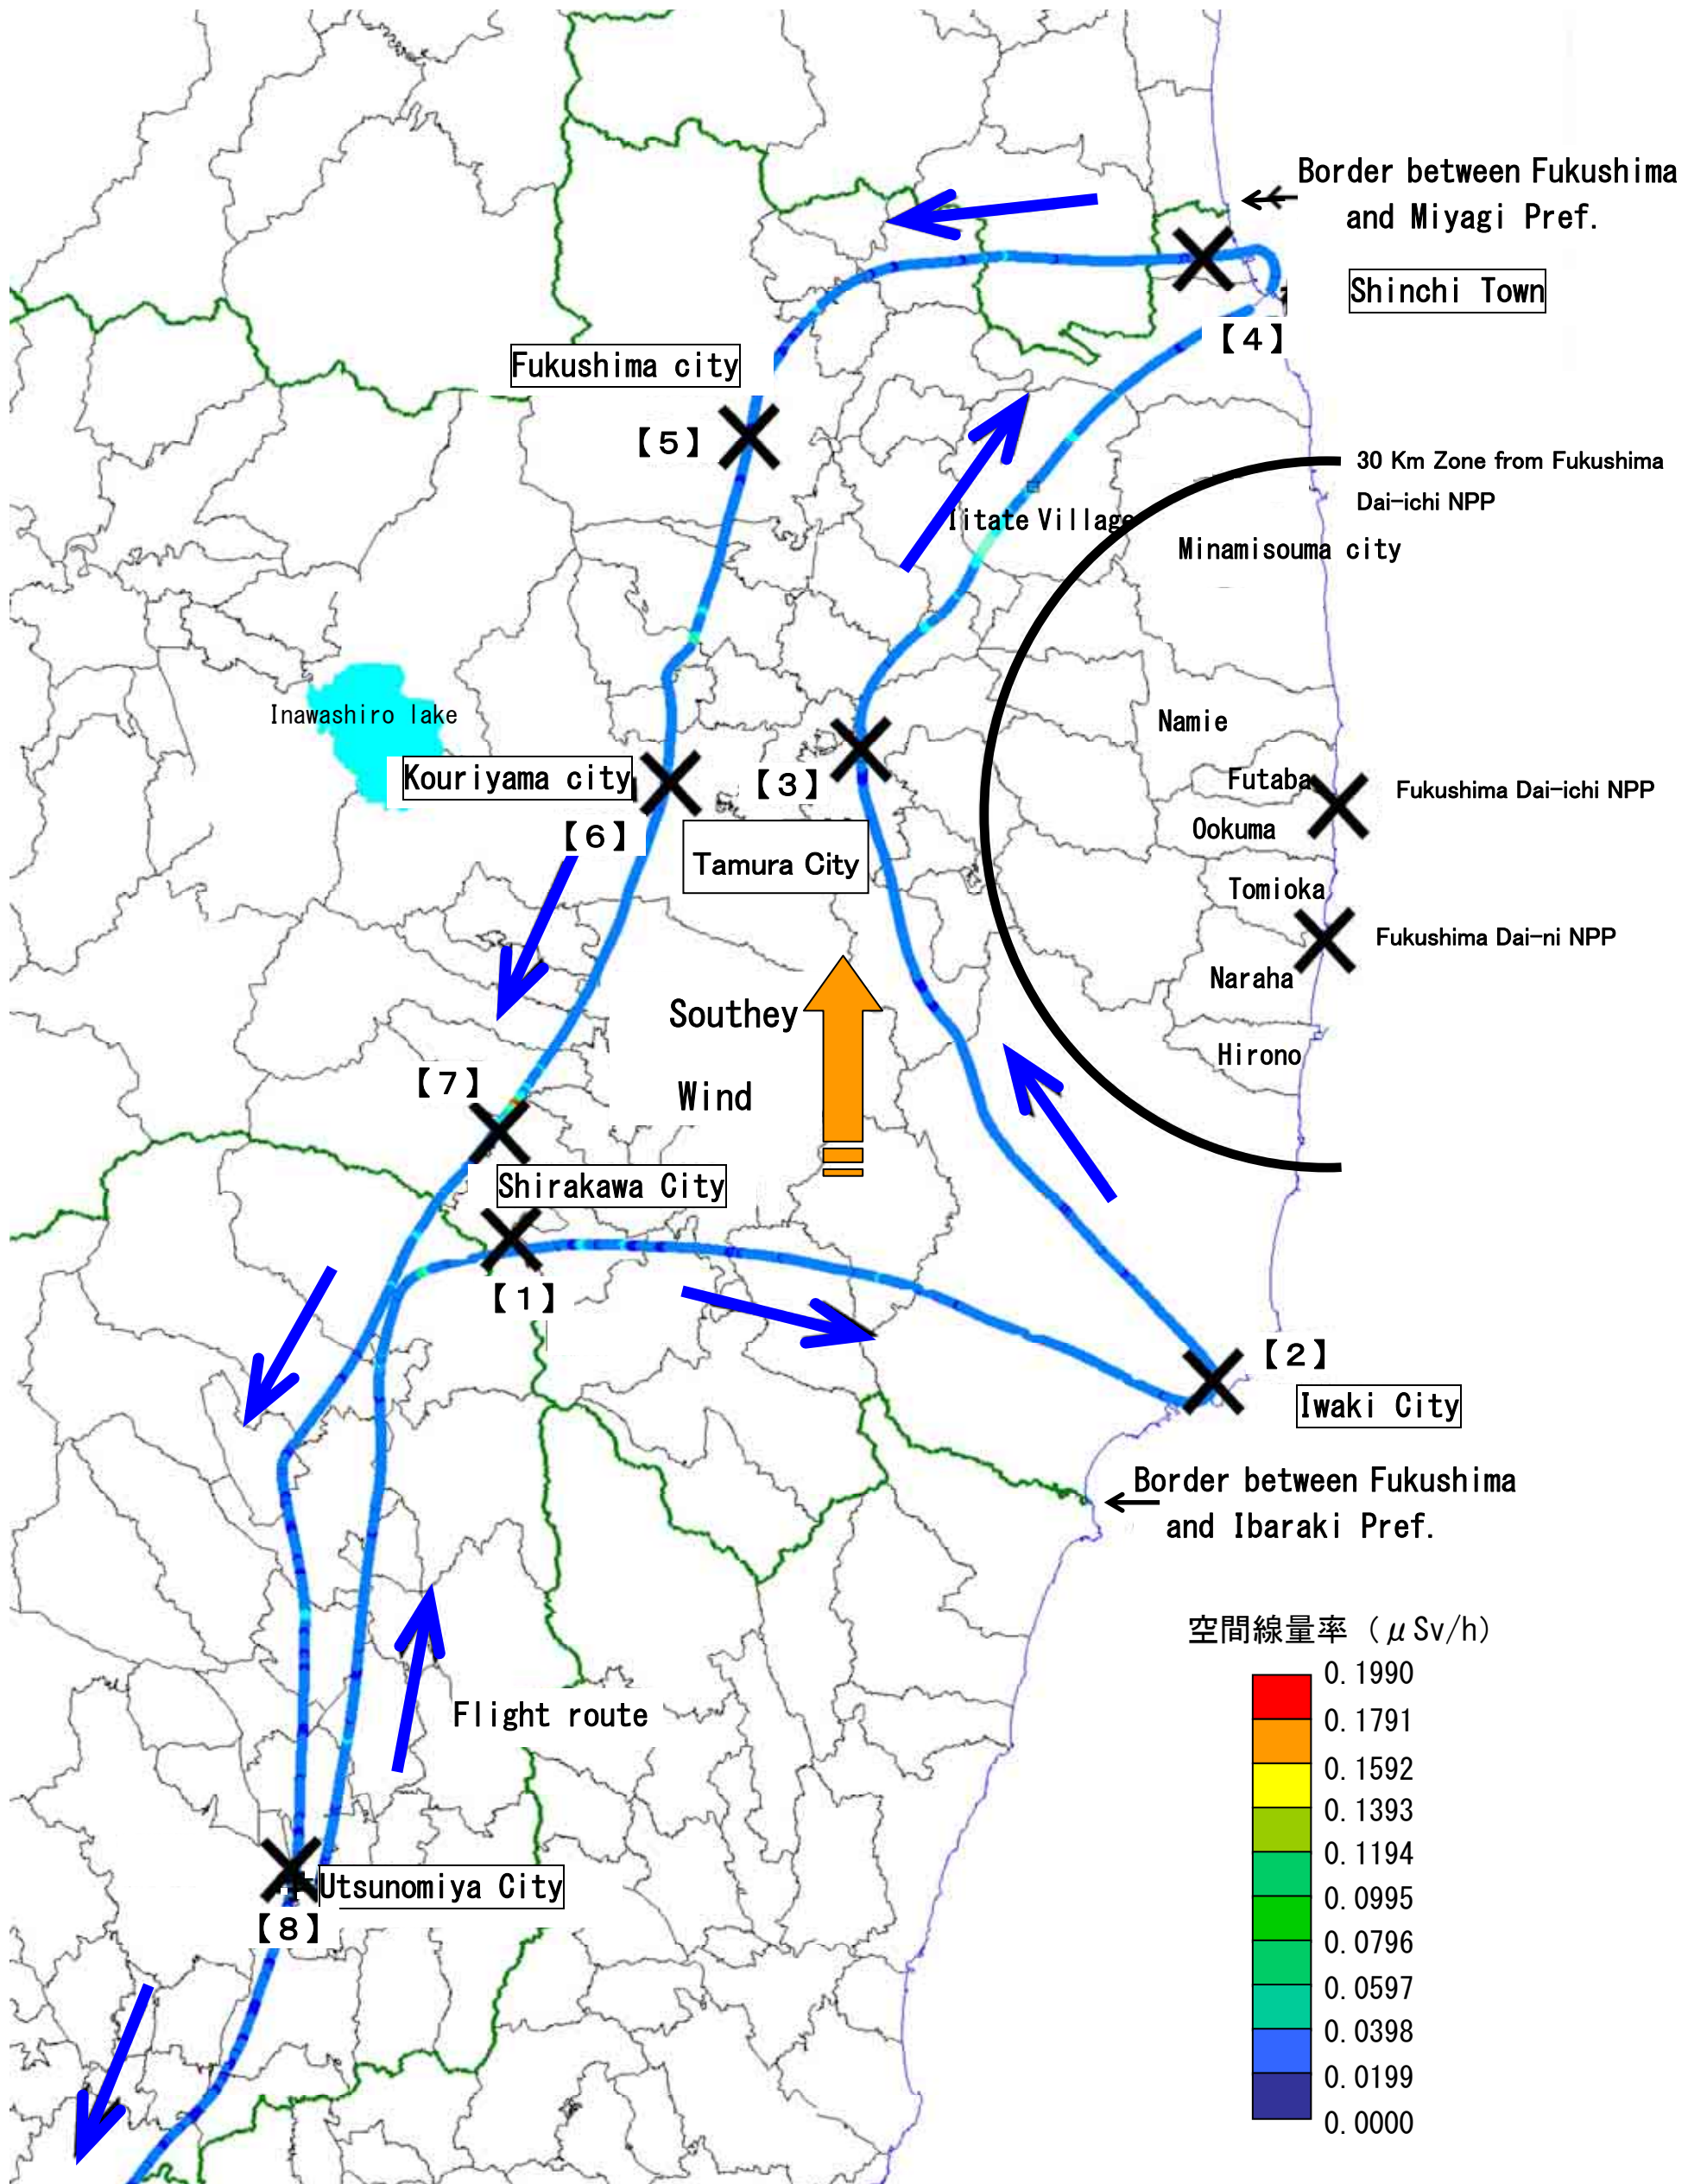 Border between Fukushima
and Miyagi Pref.
Shinchi Town
【4】
Fukushima city
【5】
30 Km Zone from Fukushima
Dai-ichi NPP
Iitate Village
Minamisouma city
Inawashiro lake
Namie
Kouriyama city
【3】
Futaba
Fukushima Dai-ichi NPP
【6】
Ookuma
Tamura City
Tomioka
Fukushima Dai-ni NPP
Naraha
Southey
Wind
Hirono
【7】
Shirakawa City
【1】
【2】
Iwaki City
Border between Fukushima
and Ibaraki Pref.
空間線量率 (μSv/h)
0.1990
0.1791
0.1592
0.1393
0.1194
0.0995
0.0796
0.0597
0.0398
0.0199
0.0000
Flight route
Utsunomiya City
【8】